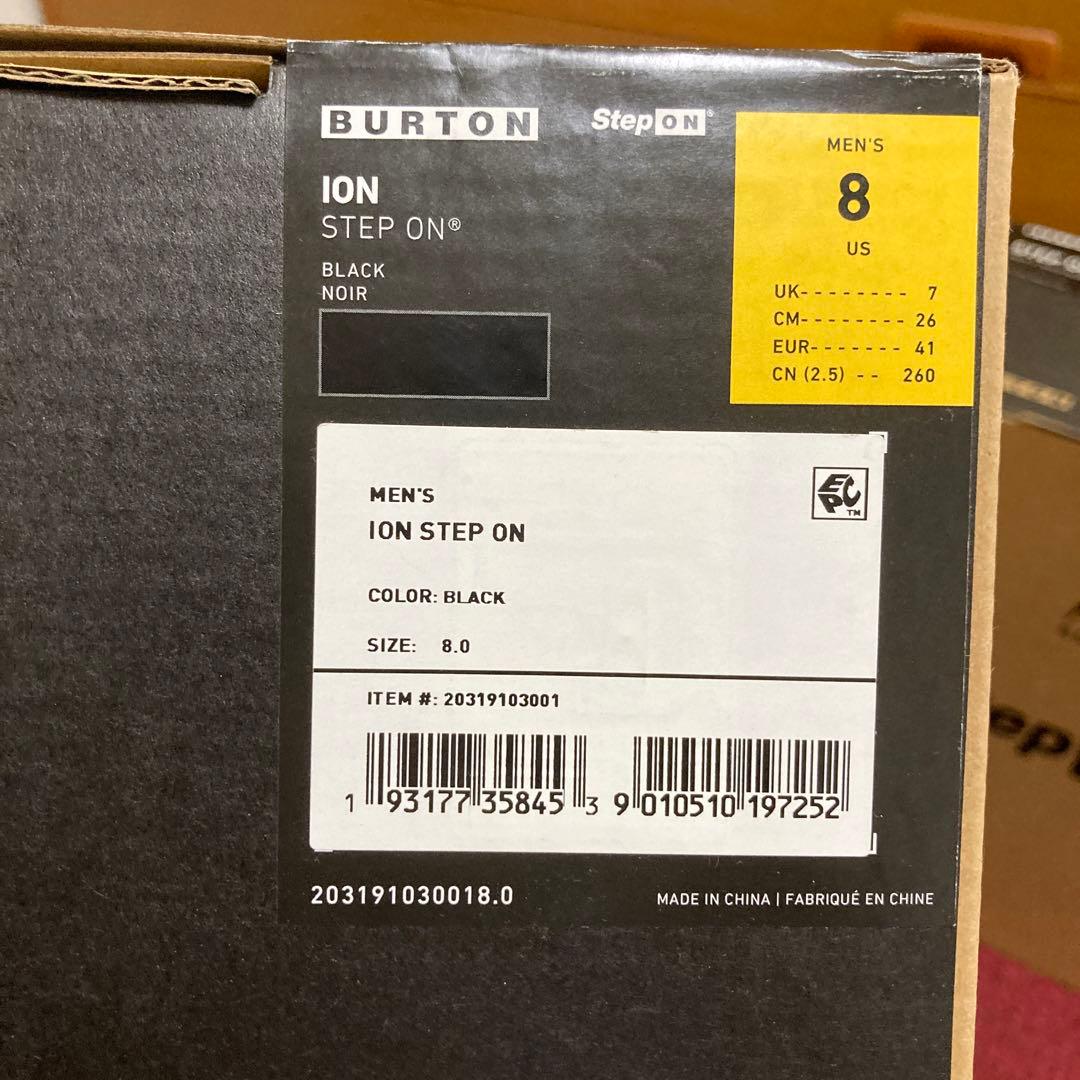 BURTON
StepON®
ION
STEP ON®
BLACK
NOIR
MEN'S
8
US
UK- - - - - - - - 7
CM- - - - - - - - 26
EUR- - - - - - - 41
CN (2.5) - - 260
MEN'S
ION STEP ON
EPC™
COLOR: BLACK
SIZE: 8.0
ITEM #: 20319103001
1 93177 35845 3
9 010510 197252
203191030018.0
MADE IN CHINA | FABRIQUÉ EN CHINE